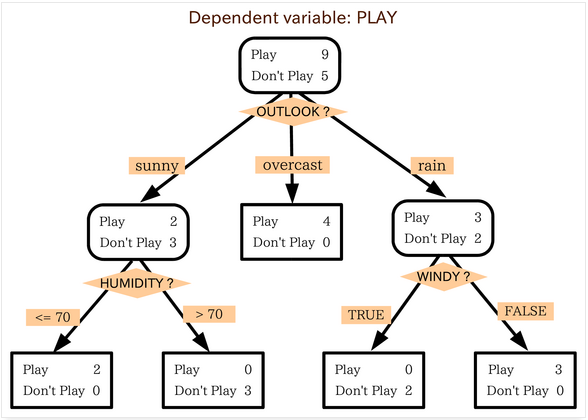 Dependent variable: PLAY
Play 9
Don't Play 5
OUTLOOK ?
sunny
overcast
rain
Play 2
Don't Play 3
Play 4
Don't Play 0
Play 3
Don't Play 2
HUMIDITY ?
WINDY ?
<= 70
> 70
TRUE
FALSE
Play 2
Don't Play 0
Play 0
Don't Play 3
Play 0
Don't Play 2
Play 3
Don't Play 0